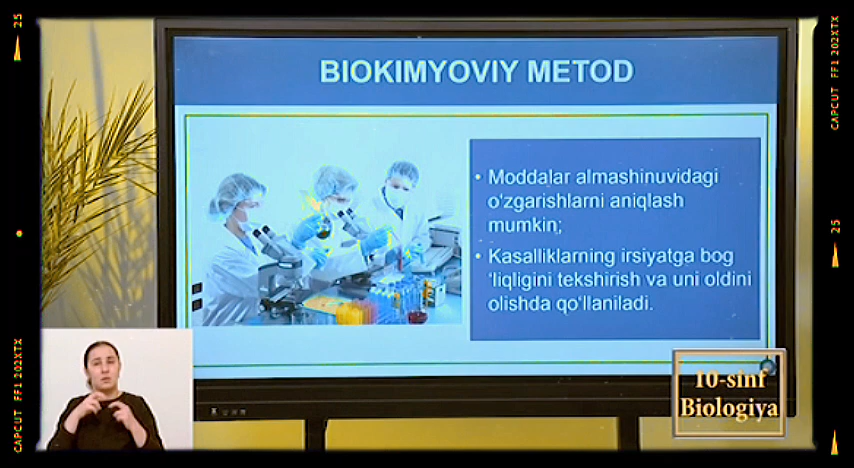 25
25
CAPCUT FF1 202XTX
25
CAPCUT FF1 202XTX
BIOKIMYOVIY METOD
• Moddalar almashinuvidagi
o'zgarishlarni aniqlash
mumkin;
• Kasalliklarning irsiyatga bog
'liqligini tekshirish va uni oldini
olishda qo'llaniladi.
10-sinf
Biologiya